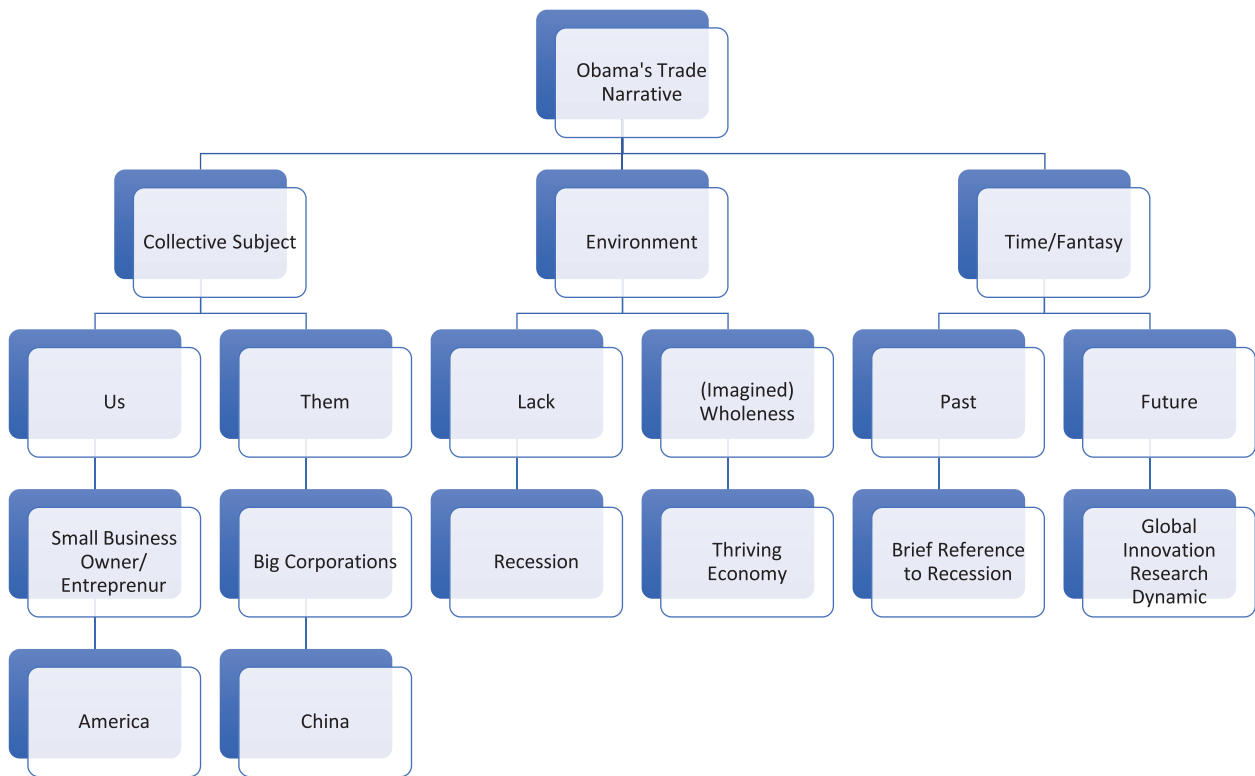 Obama's Trade
Narrative
Collective Subject
Environment
Time/Fantasy
Us
Them
Lack
(Imagined)
Wholeness
Past
Future
Small Business
Owner/
Entreprenur
Big Corporations
Recession
Thriving
Economy
Brief Reference
to Recession
Global
Innovation
Research
Dynamic
America
China